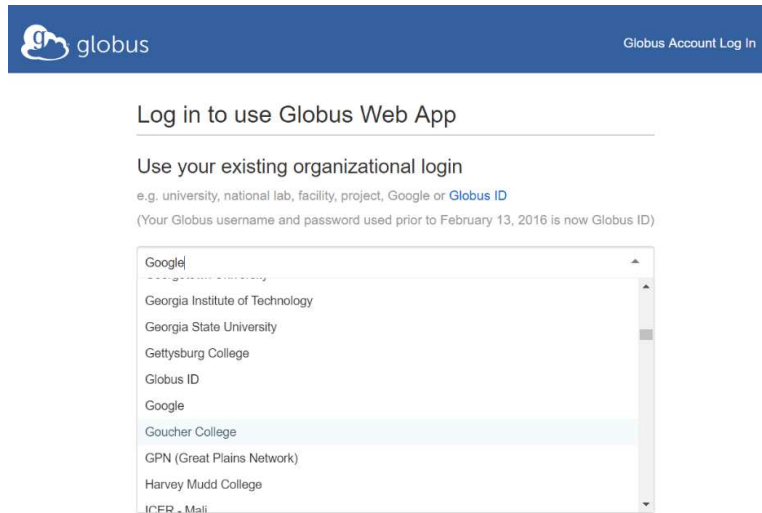 globus
Globus Account Log In
Log in to use Globus Web App
Use your existing organizational login
e.g. university, national lab, facility, project, Google or Globus ID
(Your Globus username and password used prior to February 13, 2016 is now Globus ID)
Google
Georgia Institute of Technology
Georgia State University
Gettysburg College
Globus ID
Google
Goucher College
GPN (Great Plains Network)
Harvey Mudd College
ICER - Mali